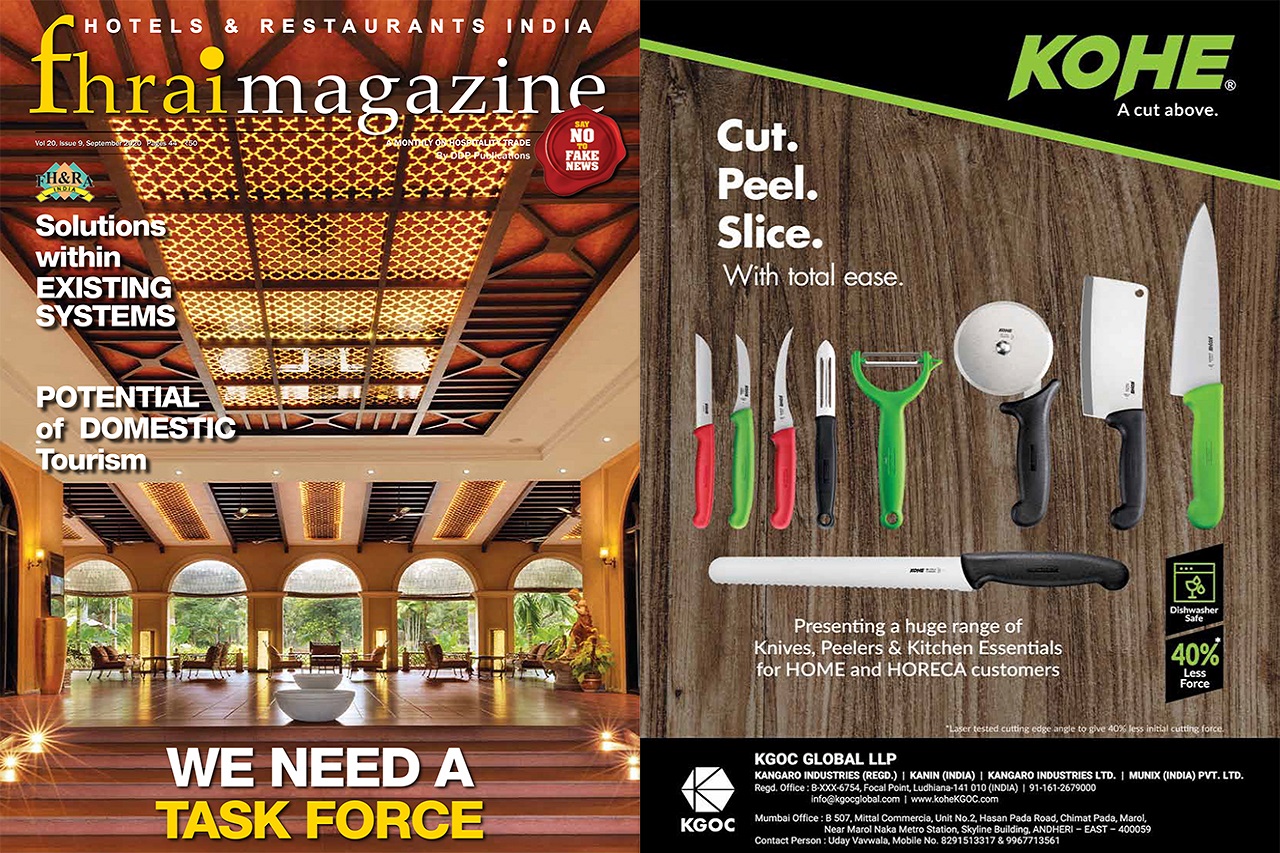 HOTELS & RESTAURANTS INDIA
fhraimagazine
Vol 20, Issue 9, September 2020 Pages 44 ₹50
A MONTHLY ON HOSPITALITY TRADE
By DDP Publications
SAY
NO
TO
FAKE
NEWS
FH&RA
INDIA
Solutions
within
EXISTING
SYSTEMS
POTENTIAL
of DOMESTIC
Tourism
WE NEED A
TASK FORCE
KOHE®
A cut above.
Cut.
Peel.
Slice.
With total ease.
KOHE
KOHE
Presenting a huge range of
Knives, Peelers & Kitchen Essentials
for HOME and HORECA customers
Dishwasher
Safe
40%*
Less
Force
*Laser tested cutting edge angle to give 40% less initial cutting force.
KGOC
KGOC GLOBAL LLP
KANGARO INDUSTRIES (REGD.) | KANIN (INDIA) | KANGARO INDUSTRIES LTD. | MUNIX (INDIA) PVT. LTD.
Regd. Office : B-XXX-6754, Focal Point, Ludhiana-141 010 (INDIA) | 91-161-2679000
info@kgocglobal.com | www.koheKGOC.com
Mumbai Office : B 507, Mittal Commercia, Unit No.2, Hasan Pada Road, Chimat Pada, Marol,
Near Marol Naka Metro Station, Skyline Building, ANDHERI – EAST – 400059
Contact Person : Uday Vavwala, Mobile No. 8291513317 & 9967713561